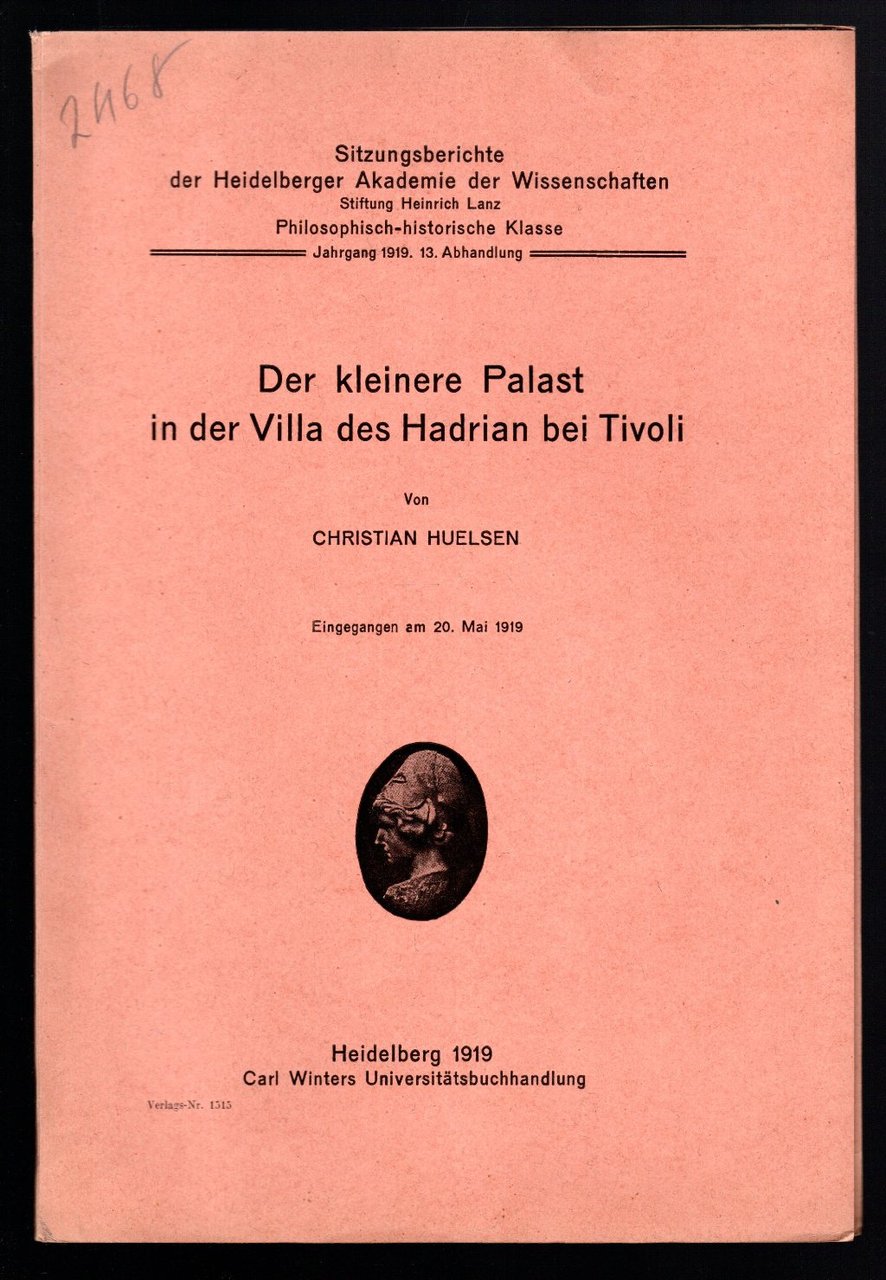 2468
Sitzungsberichte
der Heidelberger Akademie der Wissenschaften
Stiftung Heinrich Lanz
Philosophisch-historische Klasse
Jahrgang 1919. 13. Abhandlung
Der kleinere Palast
in der Villa des Hadrian bei Tivoli
Von
CHRISTIAN HUELSEN
Eingegangen am 20. Mai 1919
Heidelberg 1919
Carl Winters Universitätsbuchhandlung
Verlags-Nr. 1515